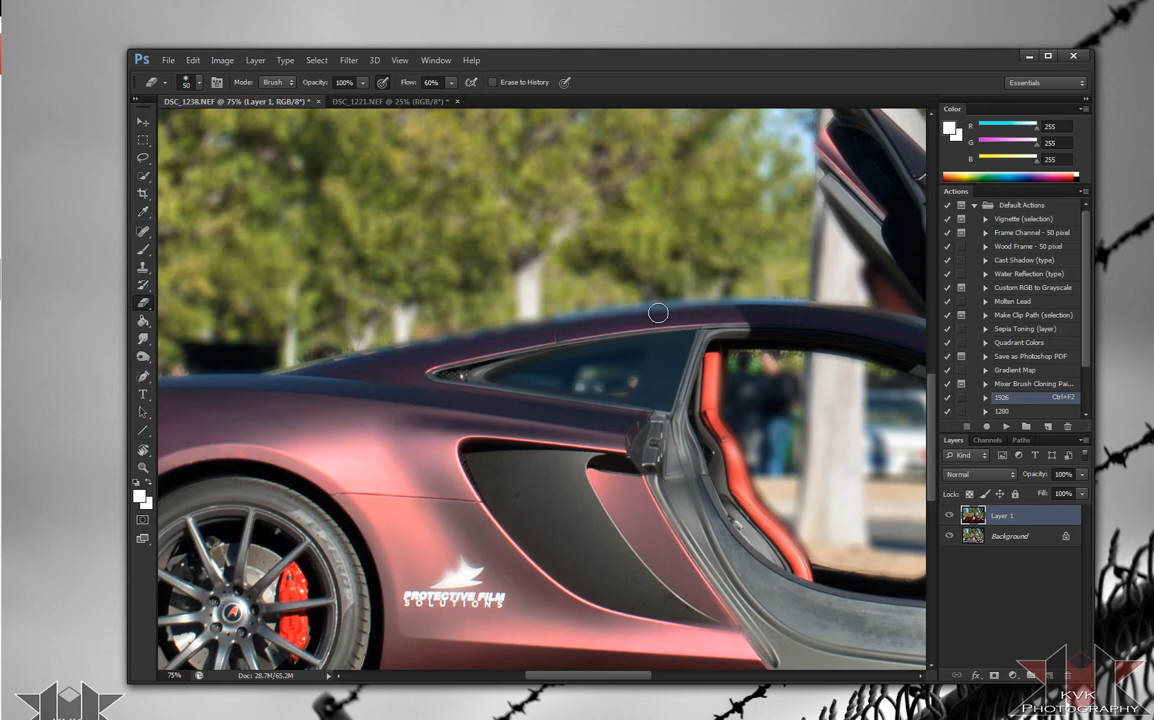 Ps File Edit Image Layer Type Select Filter 3D View Window Help
50 Mode: Brush Opacity: 100% Flow: 60% Erase to History Essentials
DSC_1238.NEF @ 75% (Layer 1, RGB/8*) * × DSC_1221.NEF @ 25% (RGB/8*) * ×
Color
R 255
G 255
B 255
Actions
Default Actions
Vignette (selection)
Frame Channel - 50 pixel
Wood Frame - 50 pixel
Cast Shadow (type)
Water Reflection (type)
Custom RGB to Grayscale
Molten Lead
Make Clip Path (selection)
Sepia Toning (layer)
Quadrant Colors
Save as Photoshop PDF
Gradient Map
Mixer Brush Cloning Pai...
1926 Ctrl+F2
1280
Layers Channels Paths
Kind
Normal Opacity: 100%
Lock: Fill: 100%
Layer 1
Background
PROTECTIVE FILM
SOLUTIONS
75% Doc: 28.7M/65.2M
KVK
PHOTOGRAPHY